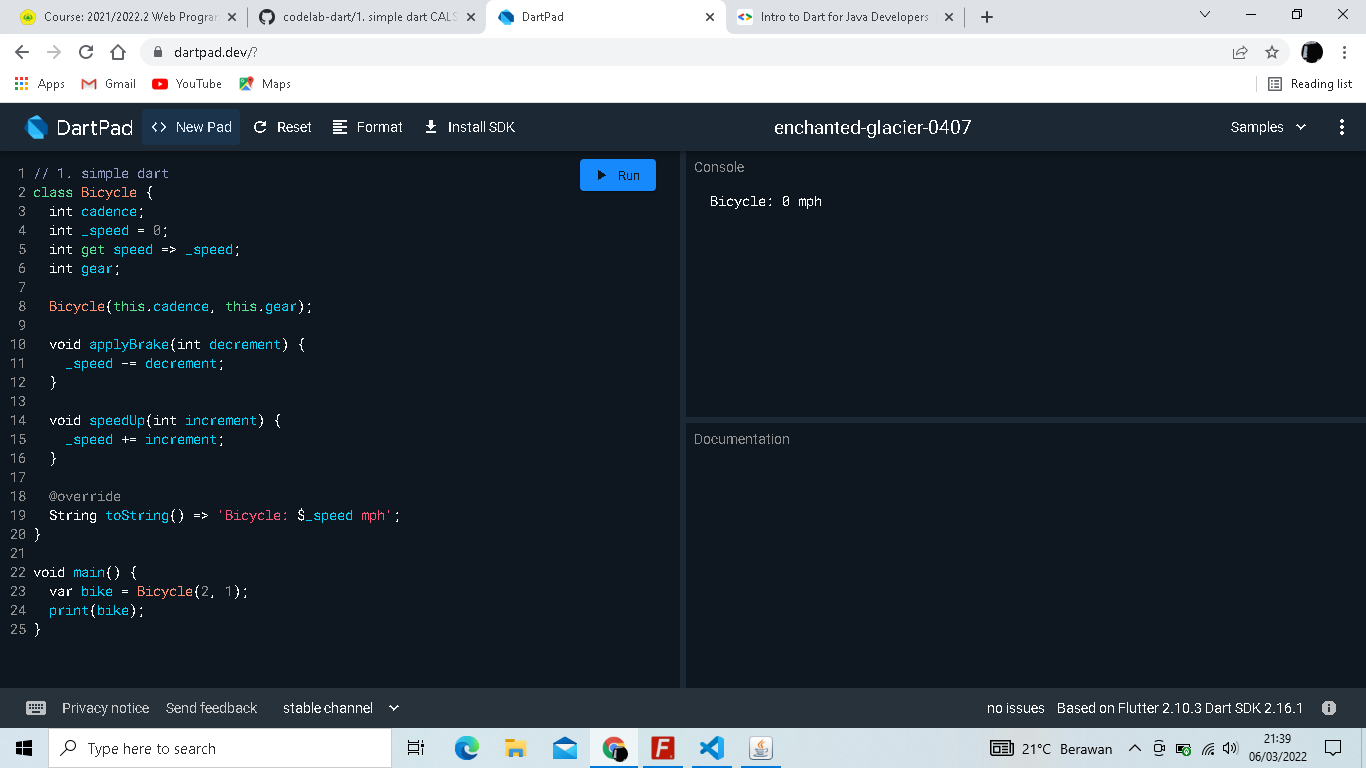 Course: 2021/2022.2 Web Progra
codelab-dart/1. simple dart CALS
DartPad
Intro to Dart for Java Developers
dartpad.dev/?
Apps
Gmail
YouTube
Maps
Reading list
DartPad
<> New Pad
Reset
Format
Install SDK
enchanted-glacier-0407
Samples
1 // 1. simple dart
2 class Bicycle {
3 int cadence;
4 int _speed = 0;
5 int get speed => _speed;
6 int gear;
7
8 Bicycle(this.cadence, this.gear);
9
10 void applyBrake(int decrement) {
11 _speed -= decrement;
12 }
13
14 void speedUp(int increment) {
15 _speed += increment;
16 }
17
18 @override
19 String toString() => 'Bicycle: $_speed mph';
20 }
21
22 void main() {
23 var bike = Bicycle(2, 1);
24 print(bike);
25 }
Run
Console
Bicycle: 0 mph
Documentation
Privacy notice
Send feedback
stable channel
no issues
Based on Flutter 2.10.3 Dart SDK 2.16.1
Type here to search
21°C Berawan
21:39
06/03/2022